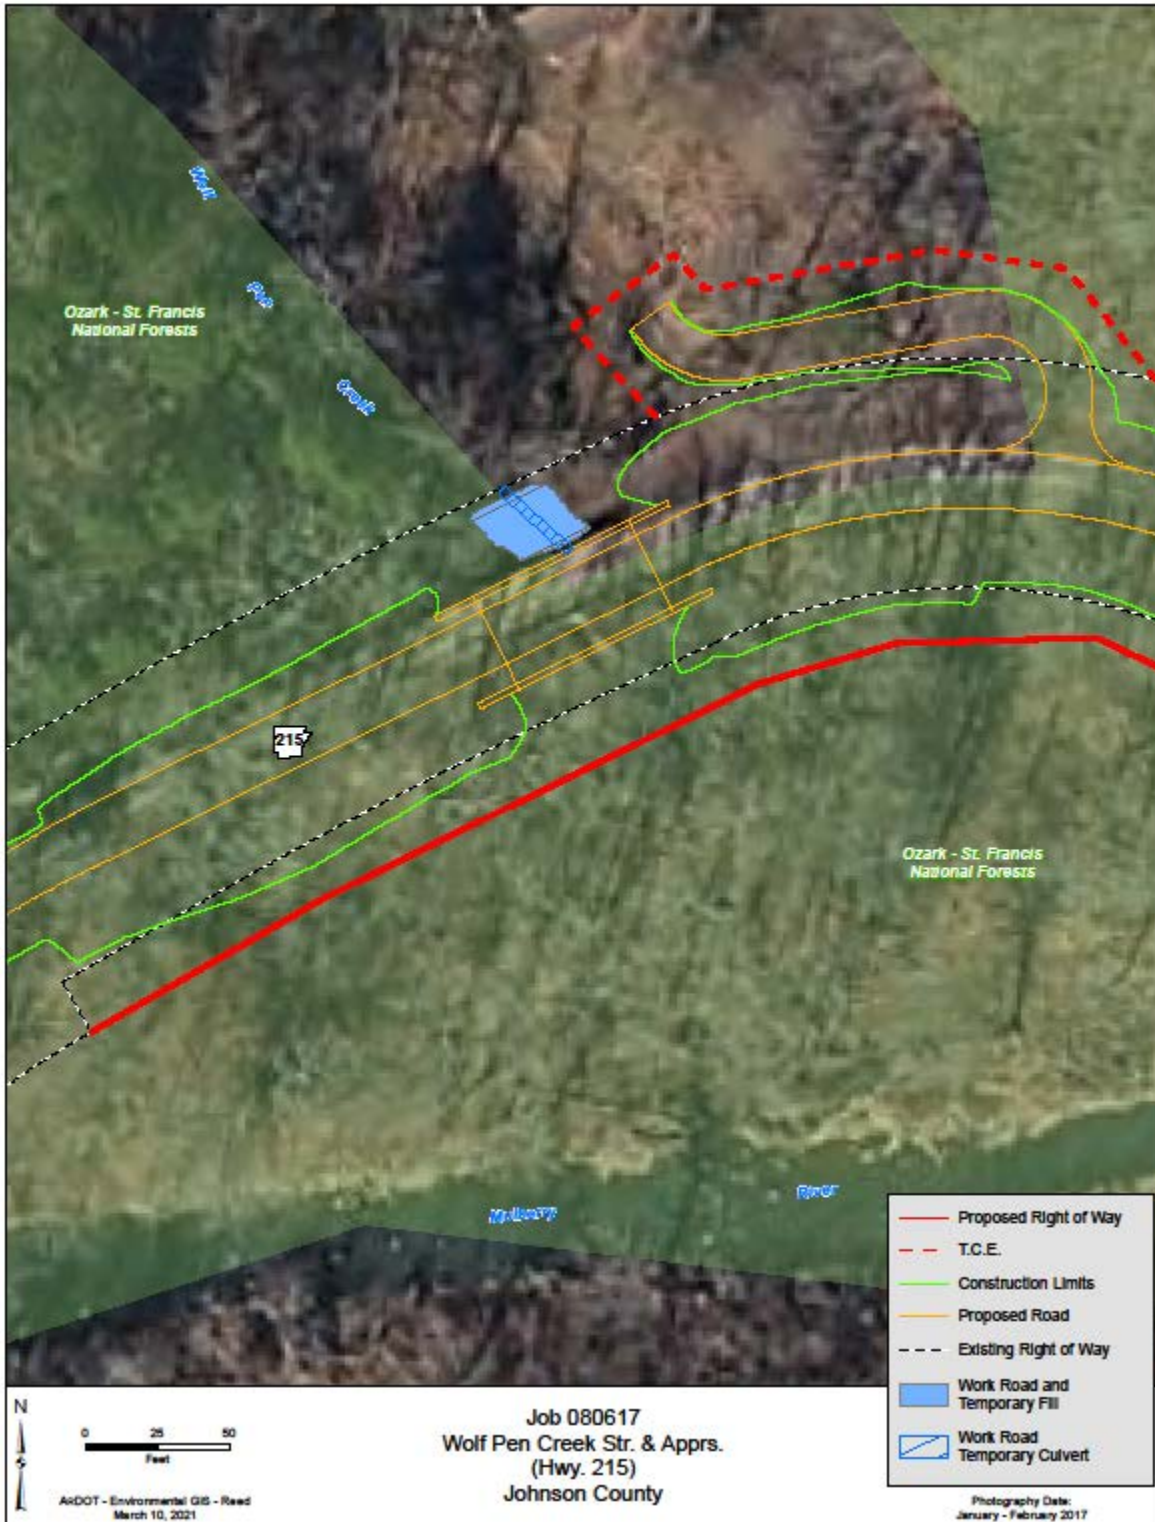 Wolf
Pen
Creek
Ozark - St. Francis
National Forests
215
Ozark - St. Francis
National Forests
Mulberry
River
Proposed Right of Way
T.C.E.
Construction Limits
Proposed Road
Existing Right of Way
Work Road and
Temporary Fill
Work Road
Temporary Culvert
N
0 25 50
Feet
ArDOT - Environmental GIS - Reed
March 10, 2021
Job 080617
Wolf Pen Creek Str. & Apprs.
(Hwy. 215)
Johnson County
Photography Date:
January - February 2017